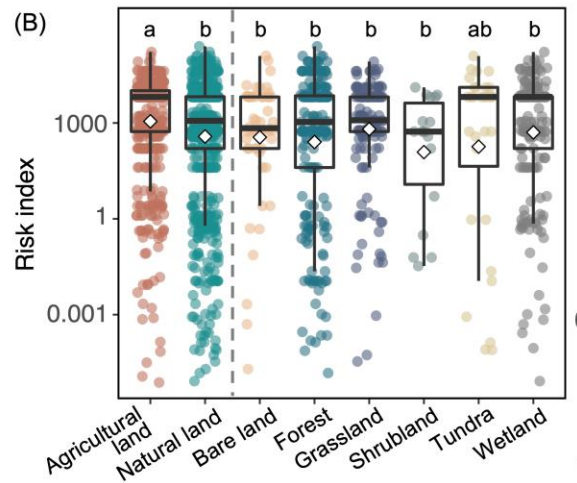 (B)
a b b b b b ab b
Risk index
1000
1
0.001
Agricultural
land
Natural land
Bare land
Forest
Grassland
Shrubland
Tundra
Wetland